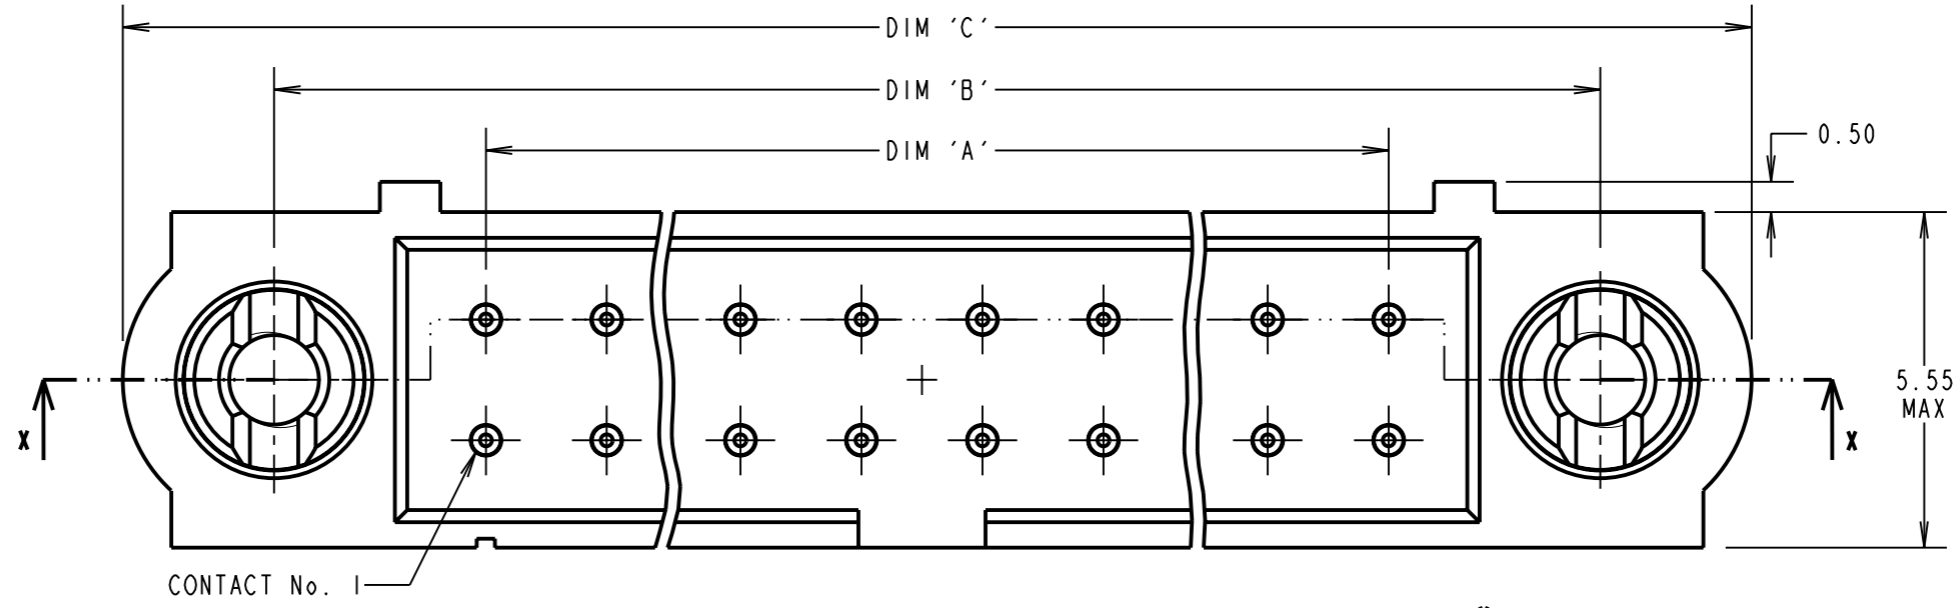 DIM 'C'
DIM 'B'
DIM 'A'
0.50
5.55
MAX
X
X
CONTACT No. 1